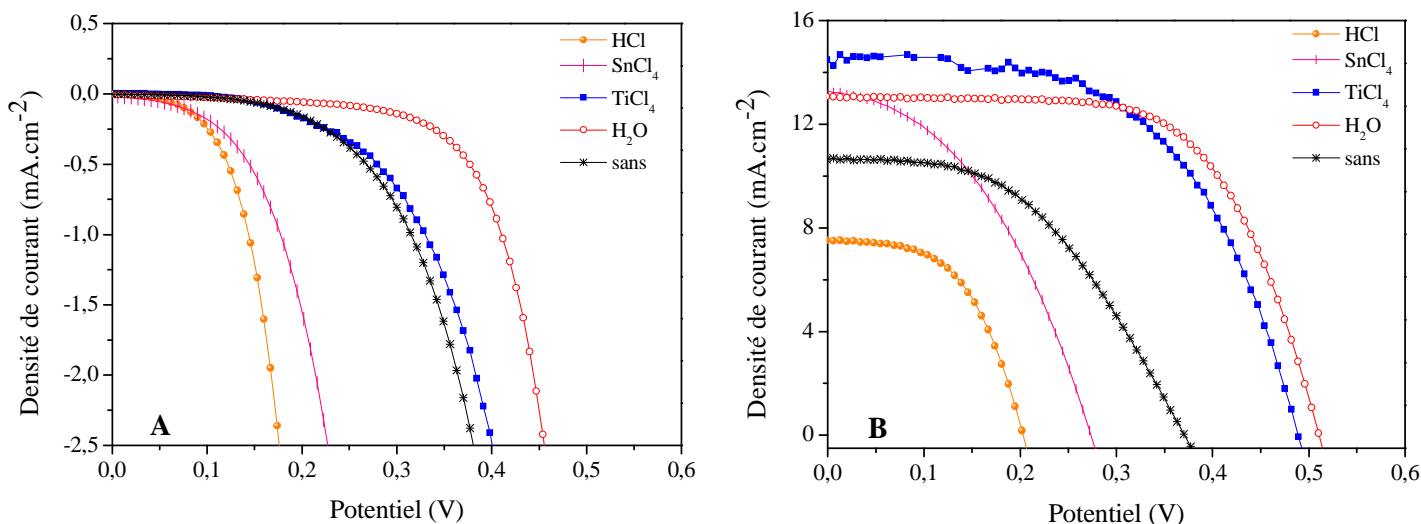 0,5
0,0
-0,5
-1,0
-1,5
-2,0
-2,5
0,0 0,1 0,2 0,3 0,4 0,5 0,6
Densité de courant (mA.cm-2)
Potentiel (V)
HCl
SnCl4
TiCl4
H2O
sans
A
16
12
8
4
0
0,0 0,1 0,2 0,3 0,4 0,5 0,6
Densité de courant (mA.cm-2)
Potentiel (V)
HCl
SnCl4
TiCl4
H2O
sans
B